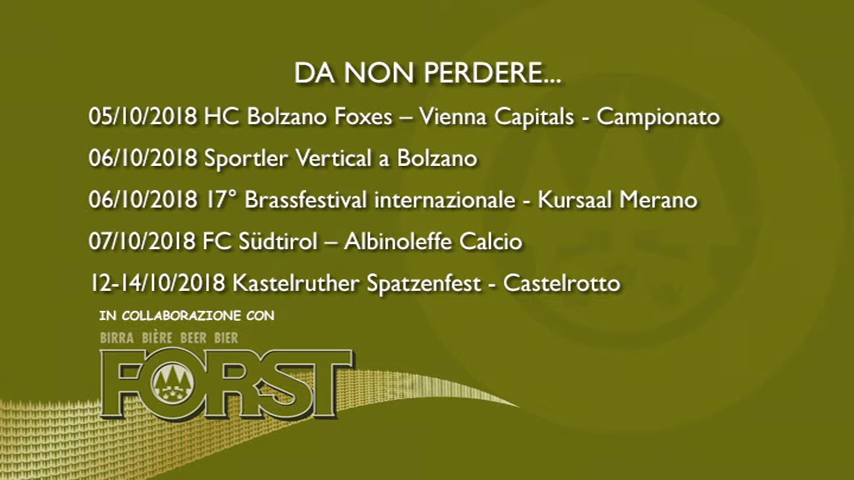 DA NON PERDERE...
05/10/2018 HC Bolzano Foxes – Vienna Capitals - Campionato
06/10/2018 Sportler Vertical a Bolzano
06/10/2018 17° Brassfestival internazionale - Kursaal Merano
07/10/2018 FC Südtirol – Albinoleffe Calcio
12-14/10/2018 Kastelruther Spatzenfest - Castelrotto
IN COLLABORAZIONE CON
BIRRA BIÈRE BEER BIER
FORST